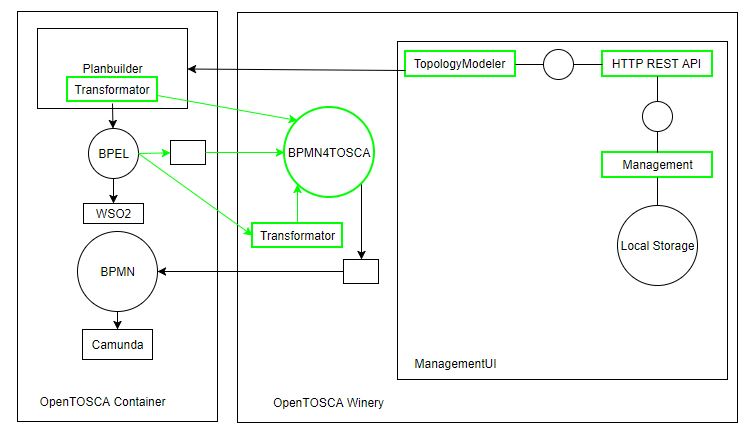 Planbuilder
Transformator
TopologyModeler
HTTP REST API
BPEL
BPMN4TOSCA
Management
WSO2
Transformator
Local Storage
BPMN
Camunda
ManagementUI
OpenTOSCA Container
OpenTOSCA Winery